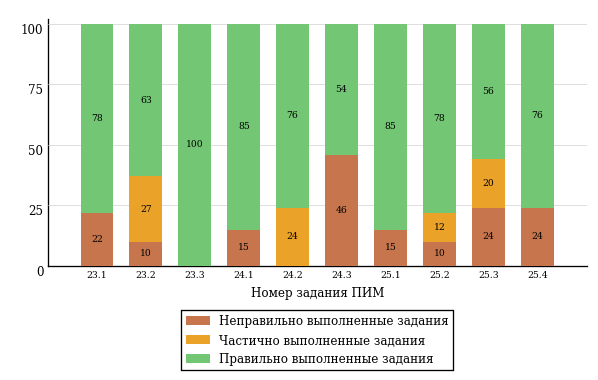 100
75
50
25
0
78 63 100 85 76 54 85 78 56 76
27 24 12 20
22 10 15 46 15 10 24 24
23.1 23.2 23.3 24.1 24.2 24.3 25.1 25.2 25.3 25.4
Номер задания ПИМ
Неправильно выполненные задания
Частично выполненные задания
Правильно выполненные задания